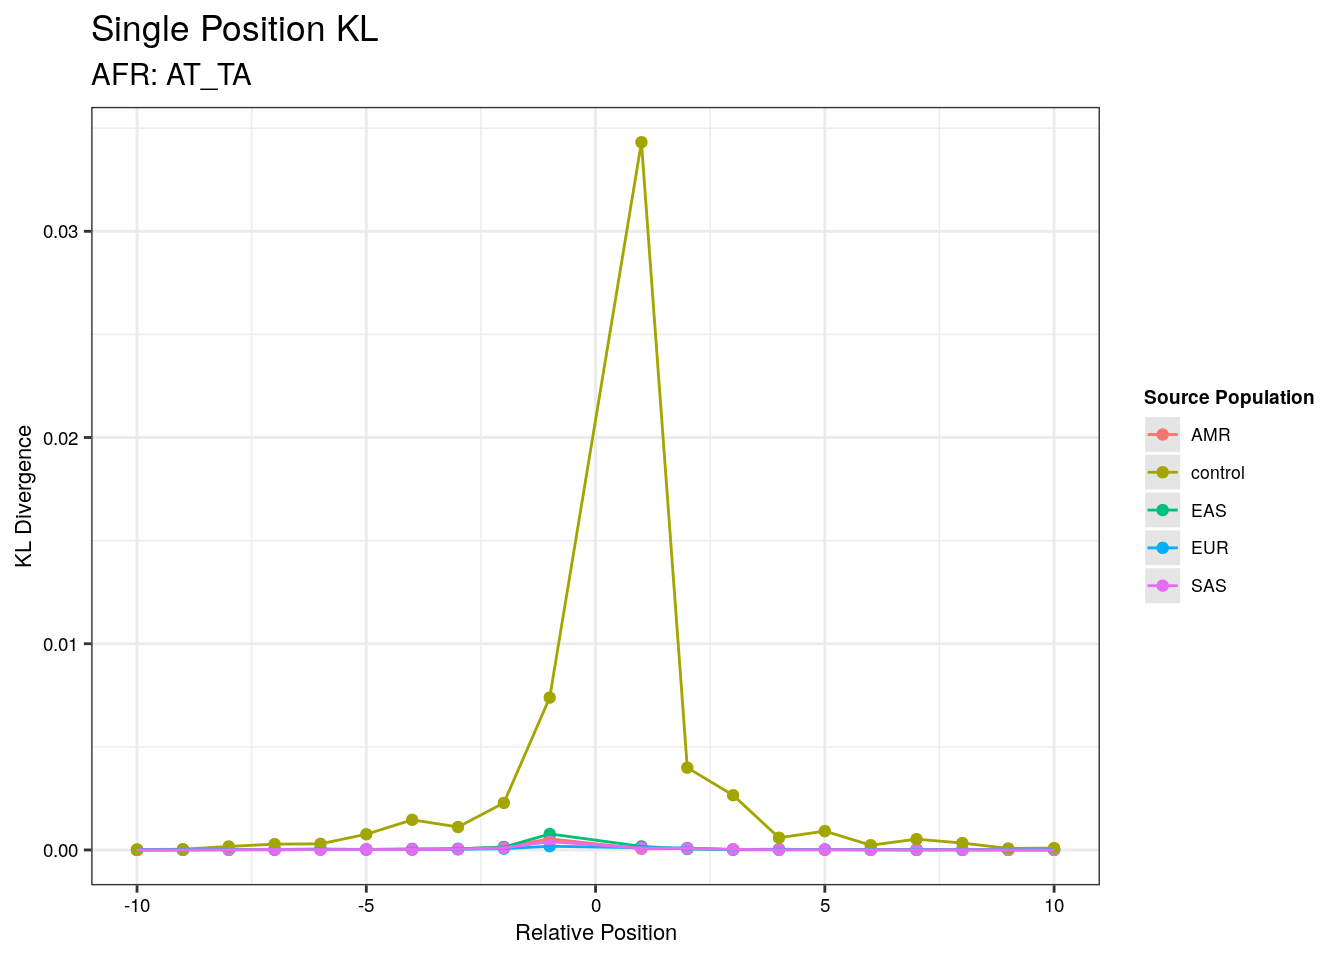 Single Position KL
AFR: AT_TA
0.03
0.02
0.01
0.00
KL Divergence
-10
-5
0
5
10
Relative Position
Source Population
AMR
control
EAS
EUR
SAS